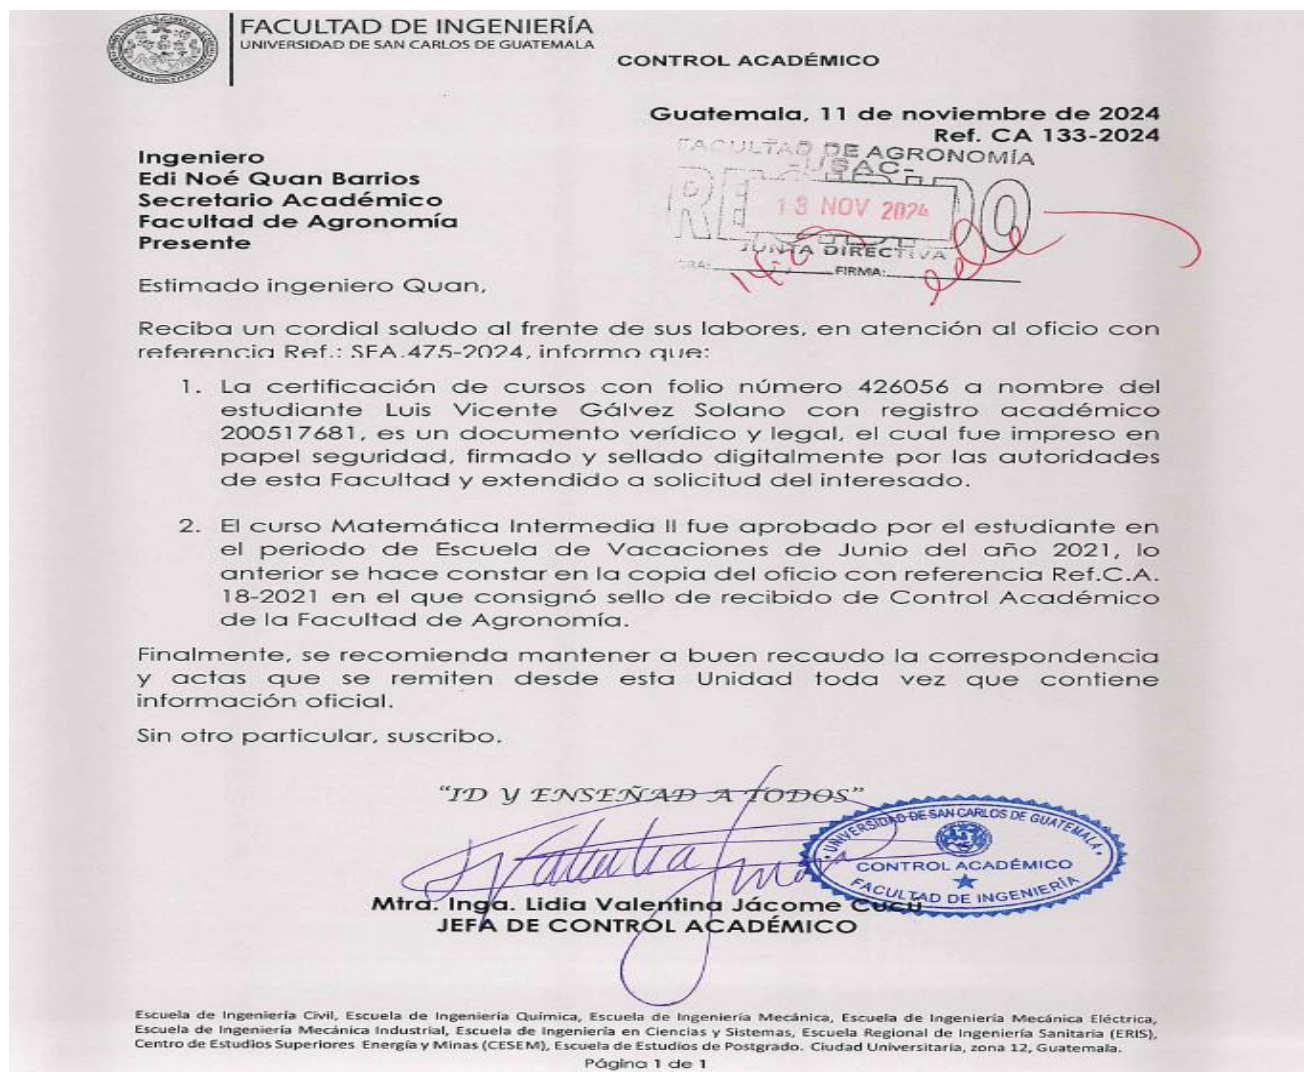 FACULTAD DE INGENIERÍA
UNIVERSIDAD DE SAN CARLOS DE GUATEMALA
CONTROL ACADÉMICO
Guatemala, 11 de noviembre de 2024
Ref. CA 133-2024
FACULTAD DE AGRONOMÍA
-USAC-
RECIBIDO
13 NOV 2024
JUNTA DIRECTIVA
FIRMA:
Ingeniero
Edi Noé Quan Barrios
Secretario Académico
Facultad de Agronomía
Presente
Estimado ingeniero Quan,
Reciba un cordial saludo al frente de sus labores, en atención al oficio con
referencia Ref.: SFA.475-2024, informo que:
1. La certificación de cursos con folio número 426056 a nombre del
estudiante Luis Vicente Gálvez Solano con registro académico
200517681, es un documento verídico y legal, el cual fue impreso en
papel seguridad, firmado y sellado digitalmente por las autoridades
de esta Facultad y extendido a solicitud del interesado.
2. El curso Matemática Intermedia II fue aprobado por el estudiante en
el periodo de Escuela de Vacaciones de Junio del año 2021, lo
anterior se hace constar en la copia del oficio con referencia Ref.C.A.
18-2021 en el que consignó sello de recibido de Control Académico
de la Facultad de Agronomía.
Finalmente, se recomienda mantener a buen recaudo la correspondencia
y actas que se remiten desde esta Unidad toda vez que contiene
información oficial.
Sin otro particular, suscribo.
"ID Y ENSEÑAD A TODOS"
UNIVERSIDAD DE SAN CARLOS DE GUATEMALA
CONTROL ACADÉMICO
FACULTAD DE INGENIERÍA
Mtra. Inga. Lidia Valentina Jácome Cucú
JEFA DE CONTROL ACADÉMICO
Escuela de Ingeniería Civil, Escuela de Ingeniería Química, Escuela de Ingeniería Mecánica, Escuela de Ingeniería Mecánica Eléctrica,
Escuela de Ingeniería Mecánica Industrial, Escuela de Ingeniería en Ciencias y Sistemas, Escuela Regional de Ingeniería Sanitaria (ERIS),
Centro de Estudios Superiores Energía y Minas (CESEM), Escuela de Estudios de Postgrado. Ciudad Universitaria, zona 12, Guatemala.
Página 1 de 1